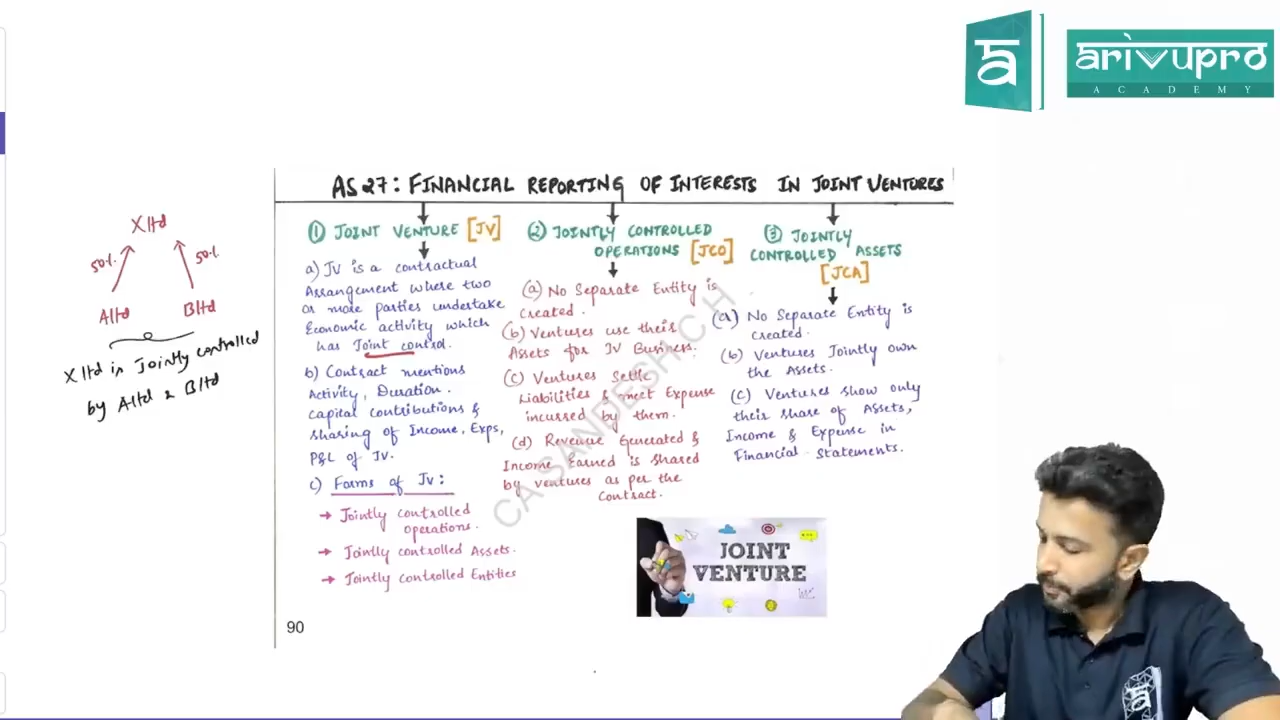 arivupro
ACADEMY
AS 27: FINANCIAL REPORTING OF INTERESTS IN JOINT VENTURES
X ltd
50%
50%
A ltd
B ltd
X ltd in Jointly controlled
by A ltd & B ltd
① JOINT VENTURE [JV]
a) JV is a contractual
Arrangement where two
or more parties undertake
Economic activity which
has Joint control.
b) Contract mentions
Activity, Duration.
capital contributions &
sharing of Income, Exps,
P&L of JV.
c) Forms of JV:
→ Jointly controlled
operations.
→ Jointly controlled Assets.
→ Jointly controlled Entities
② JOINTLY CONTROLLED
OPERATIONS [JCO]
(a) No Separate Entity is
created.
(b) Ventures use their
Assets for JV Business.
(c) Ventures Settle
Liabilities & meet Expense
incurred by them.
(d) Revenue Generated &
Income Earned is shared
by ventures as per the
contract.
③ JOINTLY
CONTROLLED ASSETS
[JCA]
(a) No Separate Entity is
created.
(b) Ventures Jointly own
the Assets.
(c) Ventures show only
their share of Assets,
Income & Expense in
Financial Statements.
CA SANDESH.C.H
JOINT
VENTURE
90